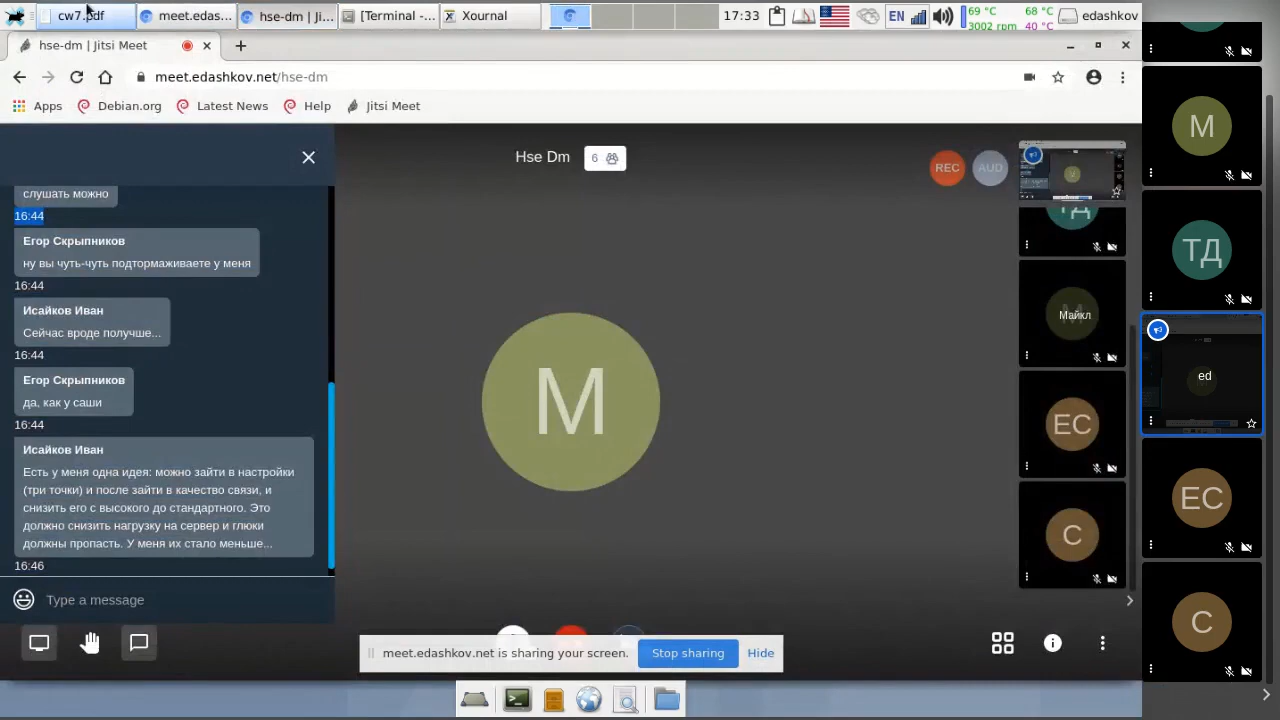 cw7.pdf
meet.edas...
hse-dm | Ji...
[Terminal -...
Xournal
17:33
EN
69 °C
3002 rpm
68 °C
40 °C
edashkov
hse-dm | Jitsi Meet
meet.edashkov.net/hse-dm
Apps
Debian.org
Latest News
Help
Jitsi Meet
Hse Dm
6
REC
AUD
слушать можно
16:44
Егор Скрыпников
ну вы чуть-чуть подтормаживаете у меня
16:44
Исайков Иван
Сейчас вроде получше...
16:44
Егор Скрыпников
да, как у саши
16:44
Исайков Иван
Есть у меня одна идея: можно зайти в настройки
(три точки) и после зайти в качество связи, и
снизить его с высокого до стандартного. Это
должно снизить нагрузку на сервер и глюки
должны пропасть. У меня их стало меньше...
16:46
Type a message
M
ТД
Майкл
ЕС
С
meet.edashkov.net is sharing your screen.
Stop sharing
Hide
M
ТД
ed
ЕС
С